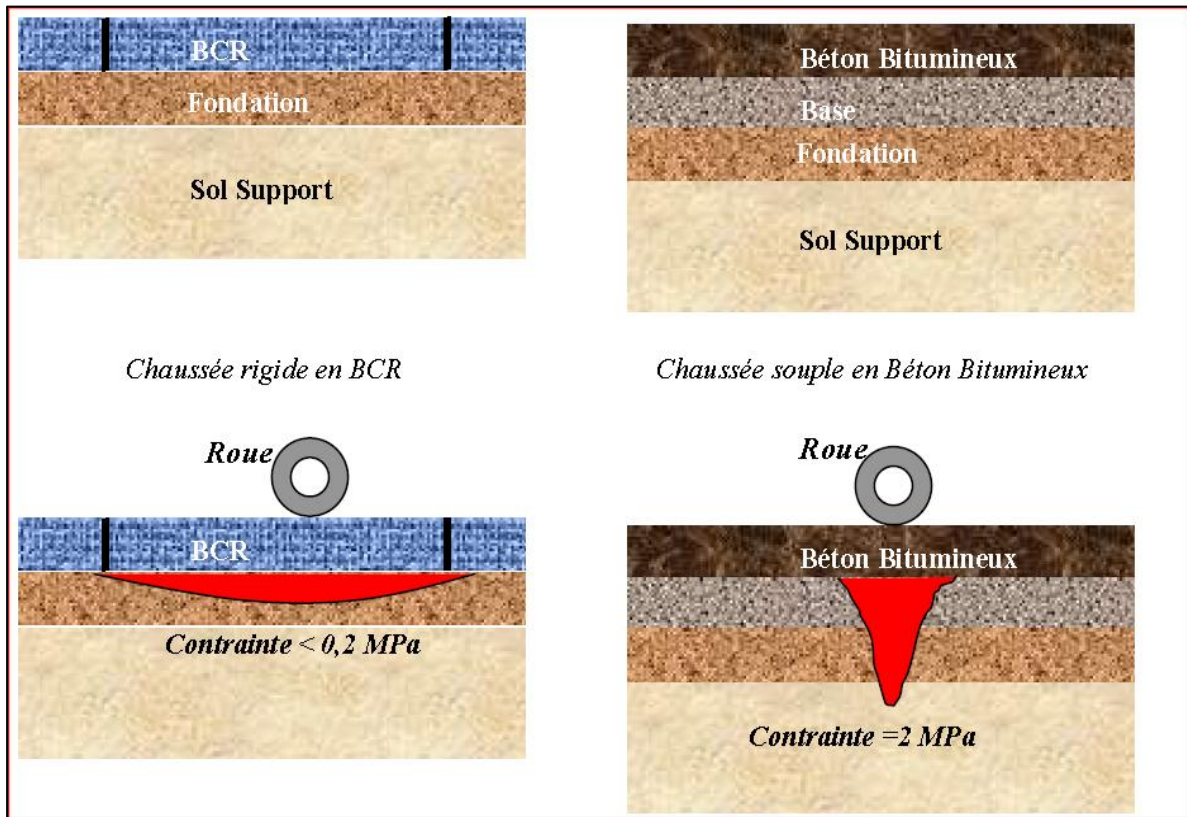 BCR
Fondation
Sol Support
Béton Bitumineux
Base
Fondation
Sol Support
Chaussée rigide en BCR
Chaussée souple en Béton Bitumineux
Roue
BCR
Contrainte < 0,2 MPa
Roue
Béton Bitumineux
Contrainte =2 MPa